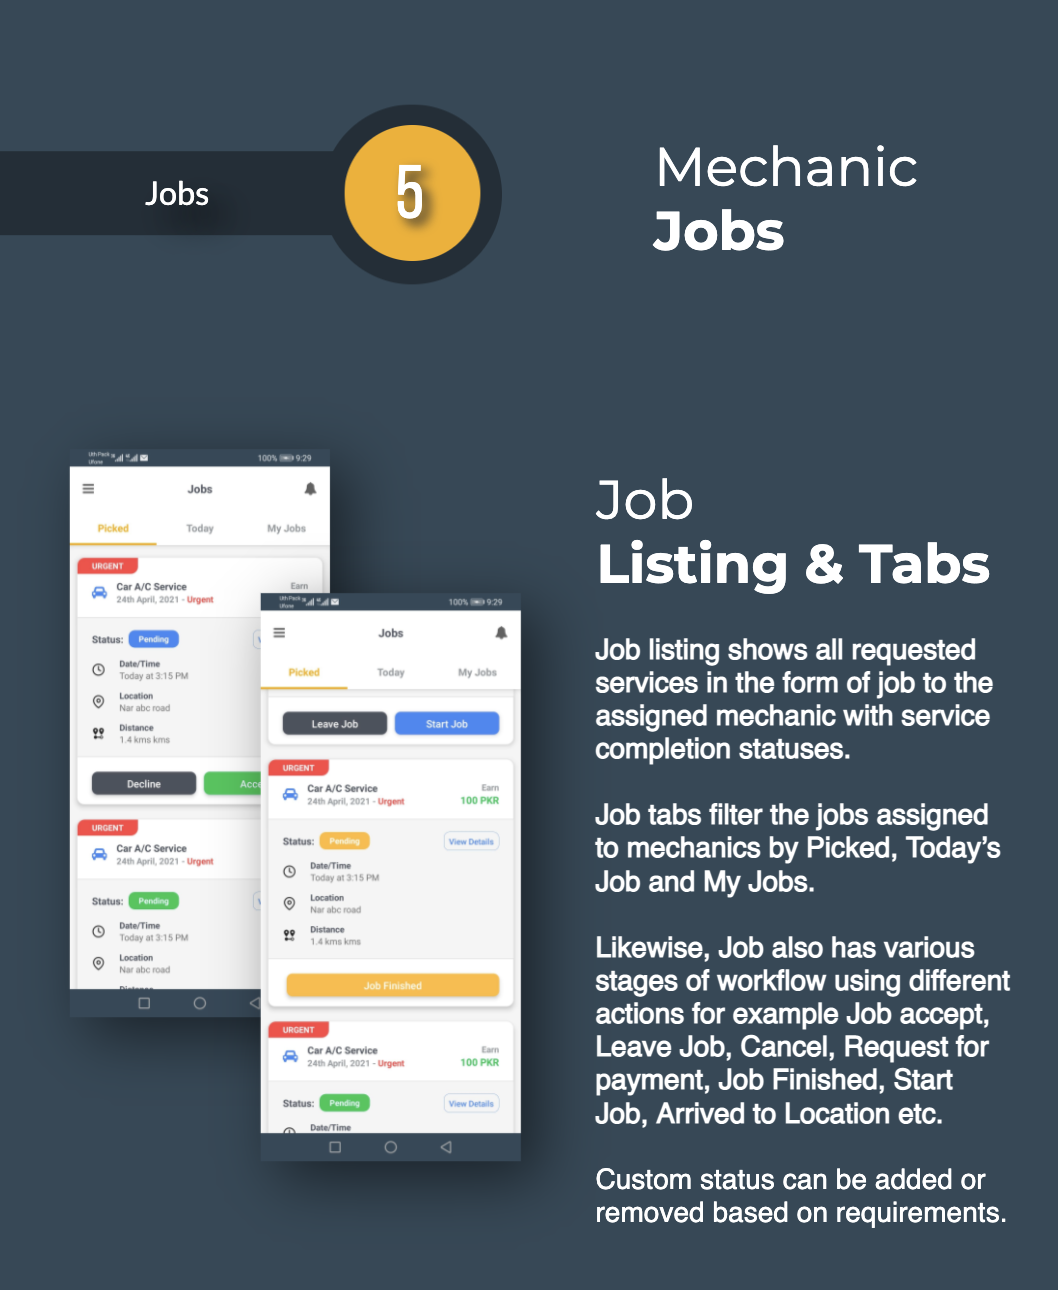 Jobs
5
Mechanic
Jobs
Job
Listing & Tabs
Job listing shows all requested
services in the form of job to the
assigned mechanic with service
completion statuses.
Job tabs filter the jobs assigned
to mechanics by Picked, Today's
Job and My Jobs.
Likewise, Job also has various
stages of workflow using different
actions for example Job accept,
Leave Job, Cancel, Request for
payment, Job Finished, Start
Job, Arrived to Location etc.
Custom status can be added or
removed based on requirements.
100% 9:29
Jobs
Picked Today My Jobs
URGENT
Car A/C Service Earn
24th April, 2021 - Urgent
Status: Pending
Date/Time
Today at 3:15 PM
Location
Nar abc road
Distance
1.4 kms kms
Decline Acce
URGENT
Car A/C Service
24th April, 2021 - Urgent
Status: Pending
Date/Time
Today at 3:15 PM
Location
Nar abc road
Distance
100% 9:29
Jobs
Picked Today My Jobs
Leave Job Start Job
URGENT
Car A/C Service Earn
24th April, 2021 - Urgent 100 PKR
Status: Pending View Details
Date/Time
Today at 3:15 PM
Location
Nar abc road
Distance
1.4 kms kms
Job Finished
URGENT
Car A/C Service Earn
24th April, 2021 - Urgent 100 PKR
Status: Pending View Details
Date/Time